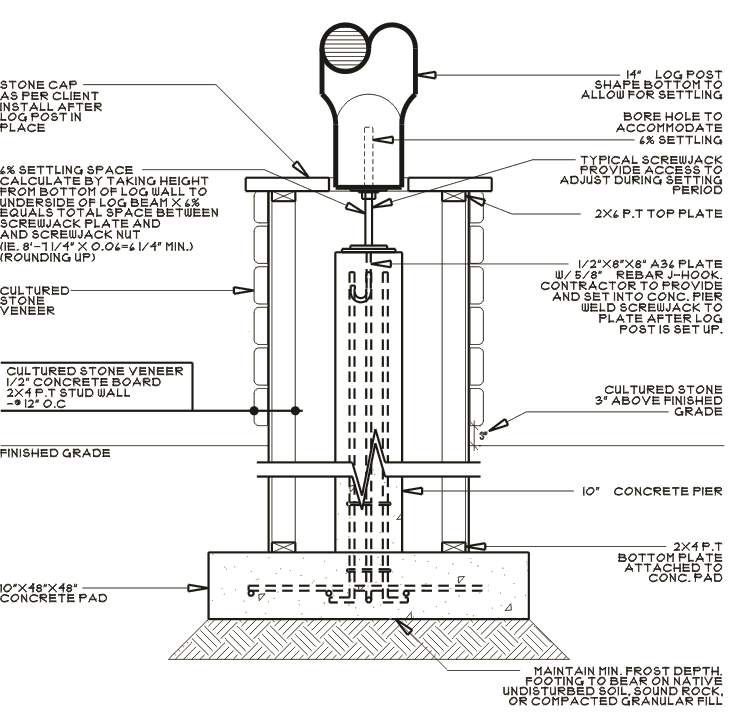 STONE CAP
AS PER CLIENT
INSTALL AFTER
LOG POST IN
PLACE
6% SETTLING SPACE
CALCULATE BY TAKING HEIGHT
FROM BOTTOM OF LOG WALL TO
UNDERSIDE OF LOG BEAM X 6%
EQUALS TOTAL SPACE BETWEEN
SCREWJACK PLATE AND
AND SCREWJACK NUT
(IE. 8'-7 1/4" X 0.06=6 1/4" MIN.)
(ROUNDING UP)
CULTURED
STONE
VENEER
CULTURED STONE VENEER
1/2" CONCRETE BOARD
2X4 P.T STUD WALL
-@ 12" O.C
FINISHED GRADE
10"X48"X48"
CONCRETE PAD
14" LOG POST
SHAPE BOTTOM TO
ALLOW FOR SETTLING
BORE HOLE TO
ACCOMMODATE
6% SETTLING
TYPICAL SCREWJACK
PROVIDE ACCESS TO
ADJUST DURING SETTING
PERIOD
2X6 P.T TOP PLATE
1/2"X8"X8" A36 PLATE
W/ 5/8" REBAR J-HOOK.
CONTRACTOR TO PROVIDE
AND SET INTO CONC. PIER
WELD SCREWJACK TO
PLATE AFTER LOG
POST IS SET UP.
CULTURED STONE
3" ABOVE FINISHED
GRADE
3"
10" CONCRETE PIER
2X4 P.T
BOTTOM PLATE
ATTACHED TO
CONC. PAD
MAINTAIN MIN. FROST DEPTH.
FOOTING TO BEAR ON NATIVE
UNDISTURBED SOIL, SOUND ROCK,
OR COMPACTED GRANULAR FILL